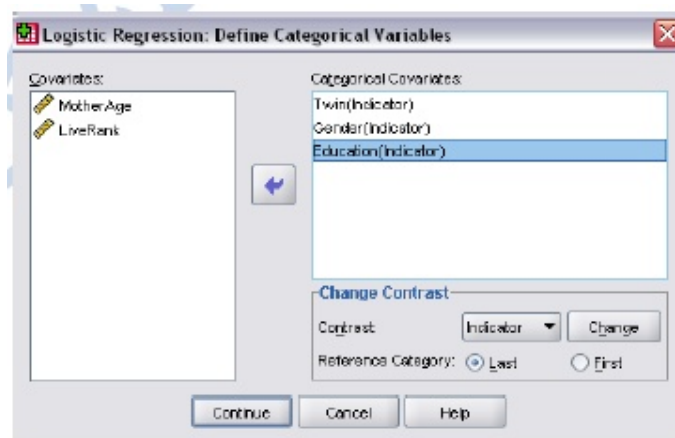 Logistic Regression: Define Categorical Variables
Covariates:
MotherAge
LiveRank
Categorical Covariates:
Twin(Indicator)
Gender(Indicator)
Education(Indicator)
Change Contrast
Contrast: Indicator Change
Reference Category: Last First
Continue Cancel Help